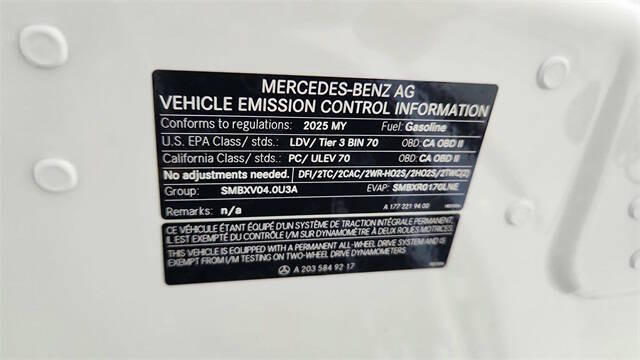 MERCEDES-BENZ AG
VEHICLE EMISSION CONTROL INFORMATION
Conforms to regulations: 2025 MY Fuel: Gasoline
U.S. EPA Class/ stds: LDV/ Tier 3 BIN 70 OBD: CA OBD II
California Class/ stds: PC/ ULEV 70 OBD: CA OBD II
No adjustments needed. DFI/2TC/2CAC/2WR-HO2S/2HO2S/2TWC(2)
Group: SMBXV04.0U3A EVAP: SMBXR0170LNE
Remarks: n/a A 177 221 94 00
CE VÉHICULE ÉTANT ÉQUIPÉ D'UN SYSTÈME DE TRACTION INTÉGRALE PERMANENT,
IL EST EXEMPTÉ DU CONTRÔLE I/M SUR DYNAMOMÈTRE À DEUX ROUES MOTRICES.
THIS VEHICLE IS EQUIPPED WITH A PERMANENT ALL-WHEEL DRIVE SYSTEM AND IS
EXEMPT FROM I/M TESTING ON TWO-WHEEL DRIVE DYNAMOMETERS
A 203 584 92 17